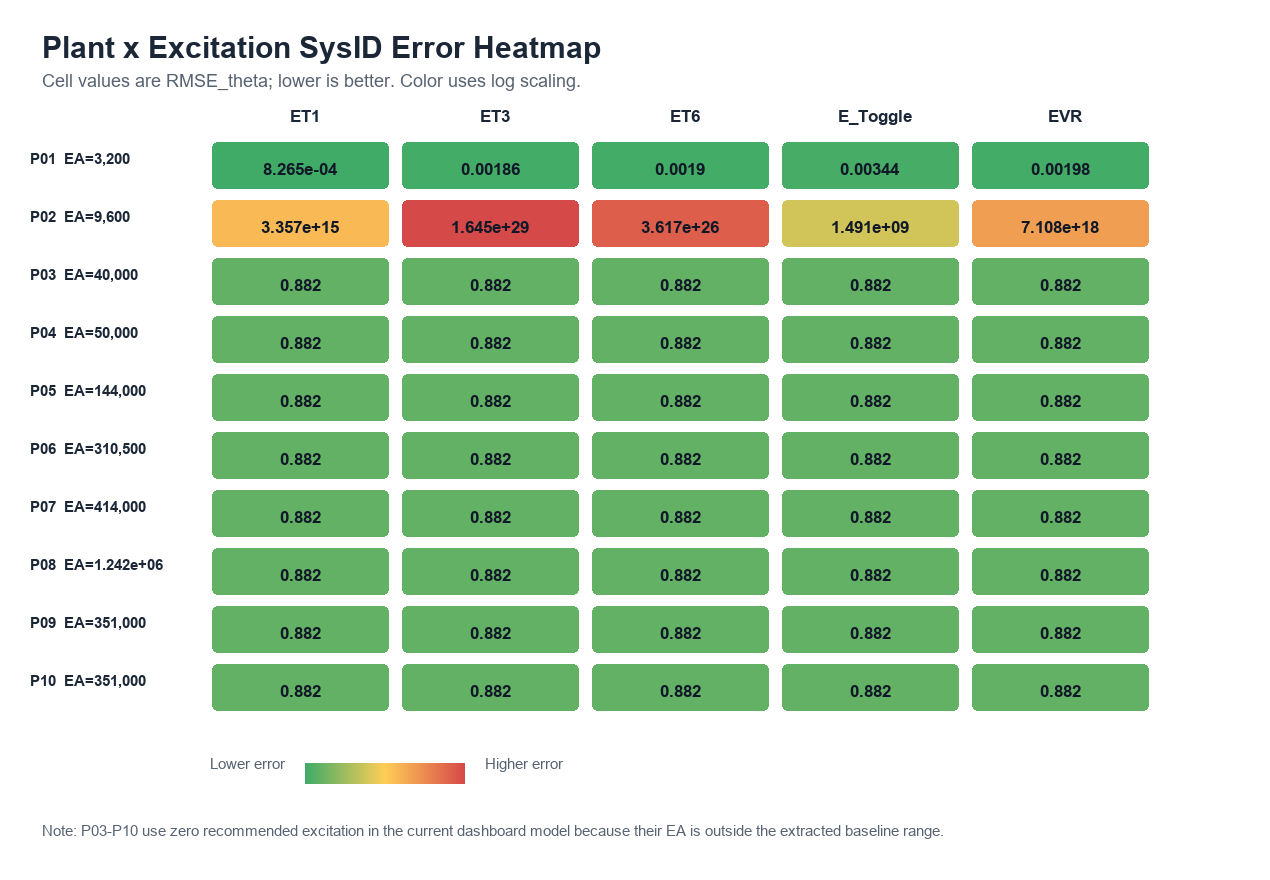 Plant x Excitation SysID Error Heatmap
Cell values are RMSE_theta; lower is better. Color uses log scaling.
ET1 ET3 ET6 E_Toggle EVR
P01 EA=3,200 8.265e-04 0.00186 0.0019 0.00344 0.00198
P02 EA=9,600 3.357e+15 1.645e+29 3.617e+26 1.491e+09 7.108e+18
P03 EA=40,000 0.882 0.882 0.882 0.882 0.882
P04 EA=50,000 0.882 0.882 0.882 0.882 0.882
P05 EA=144,000 0.882 0.882 0.882 0.882 0.882
P06 EA=310,500 0.882 0.882 0.882 0.882 0.882
P07 EA=414,000 0.882 0.882 0.882 0.882 0.882
P08 EA=1.242e+06 0.882 0.882 0.882 0.882 0.882
P09 EA=351,000 0.882 0.882 0.882 0.882 0.882
P10 EA=351,000 0.882 0.882 0.882 0.882 0.882
Lower error Higher error
Note: P03-P10 use zero recommended excitation in the current dashboard model because their EA is outside the extracted baseline range.